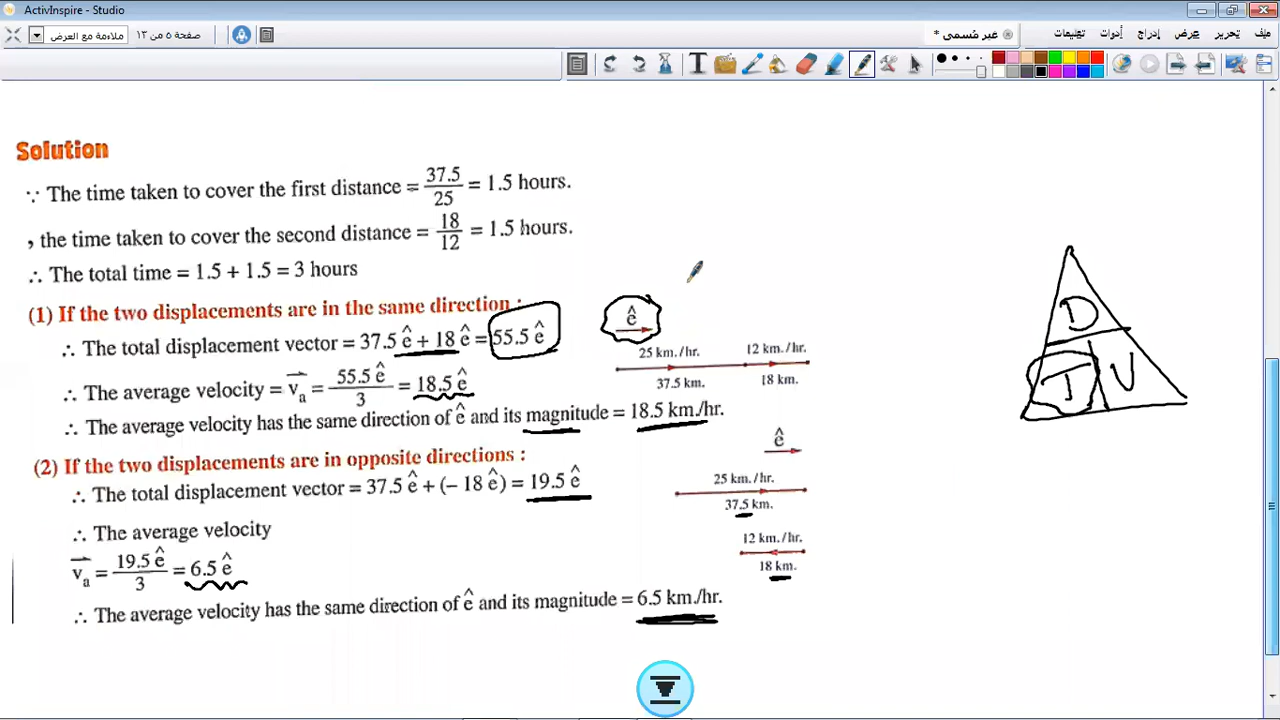 ActivInspire - Studio
ملف تحرير عرض إدراج أدوات تعليمات
غير مُسمى *
صفحة ٥ من ١٣
ملاءمة مع العرض
Solution
∵ The time taken to cover the first distance = 37.5/25 = 1.5 hours.
, the time taken to cover the second distance = 18/12 = 1.5 hours.
∴ The total time = 1.5 + 1.5 = 3 hours
(1) If the two displacements are in the same direction :
∴ The total displacement vector = 37.5 ê + 18 ê = 55.5 ê
∴ The average velocity = v⃗a = 55.5 ê/3 = 18.5 ê
∴ The average velocity has the same direction of ê and its magnitude = 18.5 km./hr.
ê
25 km./hr. 12 km./hr.
37.5 km. 18 km.
(2) If the two displacements are in opposite directions :
∴ The total displacement vector = 37.5 ê + (– 18 ê) = 19.5 ê
∴ The average velocity
v⃗a = 19.5 ê/3 = 6.5 ê
∴ The average velocity has the same direction of ê and its magnitude = 6.5 km./hr.
ê
25 km./hr.
37.5 km.
12 km./hr.
18 km.
D
T V